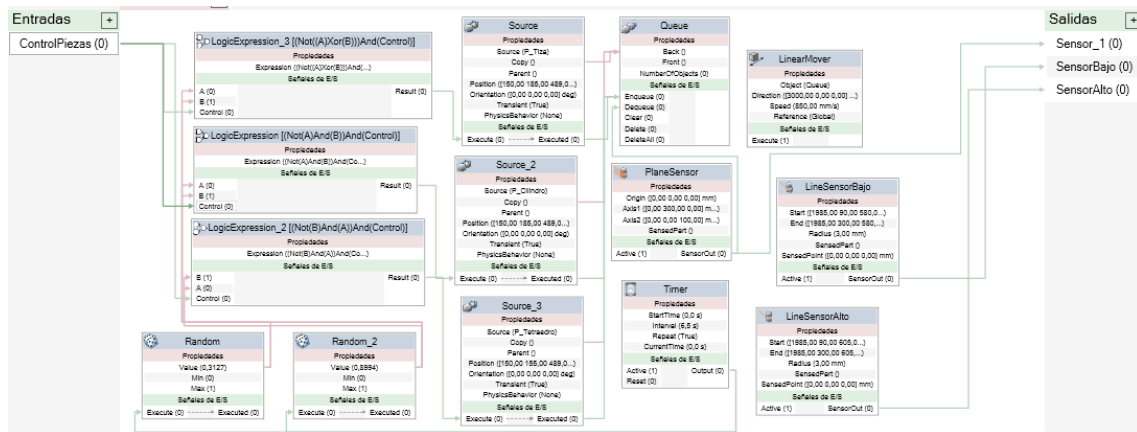 Entradas
+
ControlPiezas (0)
LogicExpression_3 [(Not((A)Xor(B)))And(Control)]
Propiedades
Expression ((Not((A)Xor(B)))And(...)
Señales de E/S
A (0)
Result (0)
B (1)
Control (0)
LogicExpression [(Not(A)And(B))And(Control)]
Propiedades
Expression ((Not(A)And(B))And(Co...)
Señales de E/S
A (0)
Result (0)
B (1)
Control (0)
LogicExpression_2 [(Not(B)And(A))And(Control)]
Propiedades
Expression ((Not(B)And(A))And(Co...)
Señales de E/S
B (1)
Result (0)
A (0)
Control (0)
Random
Propiedades
Value (0,3127)
Min (0)
Max (1)
Señales de E/S
Execute (0)
Executed (0)
Random_2
Propiedades
Value (0,8994)
Min (0)
Max (1)
Señales de E/S
Execute (0)
Executed (0)
Source
Propiedades
Source (P_Tiza)
Copy ()
Parent ()
Position ([150,00 185,00 489,0...)
Orientation ([0,00 0,00 0,00] deg)
Transient (True)
PhysicsBehavior (None)
Señales de E/S
Execute (0)
Executed (0)
Source_2
Propiedades
Source (P_Cilindro)
Copy ()
Parent ()
Position ([150,00 185,00 489,0...)
Orientation ([0,00 0,00 0,00] deg)
Transient (True)
PhysicsBehavior (None)
Señales de E/S
Execute (0)
Executed (0)
Source_3
Propiedades
Source (P_Tetraedro)
Copy ()
Parent ()
Position ([150,00 155,00 489,0...)
Orientation ([0,00 0,00 0,00] deg)
Transient (True)
PhysicsBehavior (None)
Señales de E/S
Execute (0)
Executed (0)
Queue
Propiedades
Back ()
Front ()
NumberOfObjects (0)
Señales de E/S
Enqueue (0)
Dequeue (0)
Clear (0)
Delete (0)
DeleteAll (0)
PlaneSensor
Propiedades
Origin ([0,00 0,00 0,00] mm)
Axis1 ([0,00 300,00 0,00] m...)
Axis2 ([0,00 0,00 100,00] m...)
SensedPart ()
Señales de E/S
Active (1)
SensorOut (0)
Timer
Propiedades
StartTime (0,0 s)
Interval (6,5 s)
Repeat (True)
CurrentTime (0,0 s)
Señales de E/S
Active (1)
Output (0)
Reset (0)
LinearMover
Propiedades
Object (Queue)
Direction ([3000,00 0,00 0,00] ...)
Speed (850,00 mm/s)
Reference (Global)
Señales de E/S
Execute (1)
LineSensorBajo
Propiedades
Start ([1985,00 90,00 580,0...)
End ([1985,00 300,00 580,...)
Radius (3,00 mm)
SensedPart ()
SensedPoint ([0,00 0,00 0,00] mm)
Señales de E/S
Active (1)
SensorOut (0)
LineSensorAlto
Propiedades
Start ([1985,00 90,00 605,0...)
End ([1985,00 300,00 605,...)
Radius (3,00 mm)
SensedPart ()
SensedPoint ([0,00 0,00 0,00] mm)
Señales de E/S
Active (1)
SensorOut (0)
Salidas
+
Sensor_1 (0)
SensorBajo (0)
SensorAlto (0)